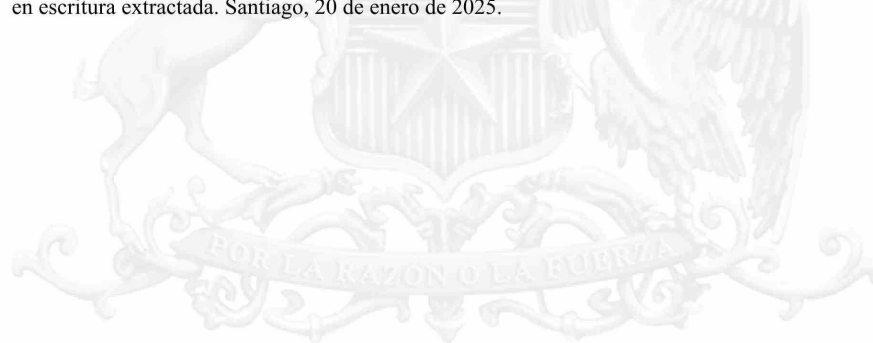 en escritura extractada. Santiago, 20 de enero de 2025.
POR LA RAZON O LA FUERZA